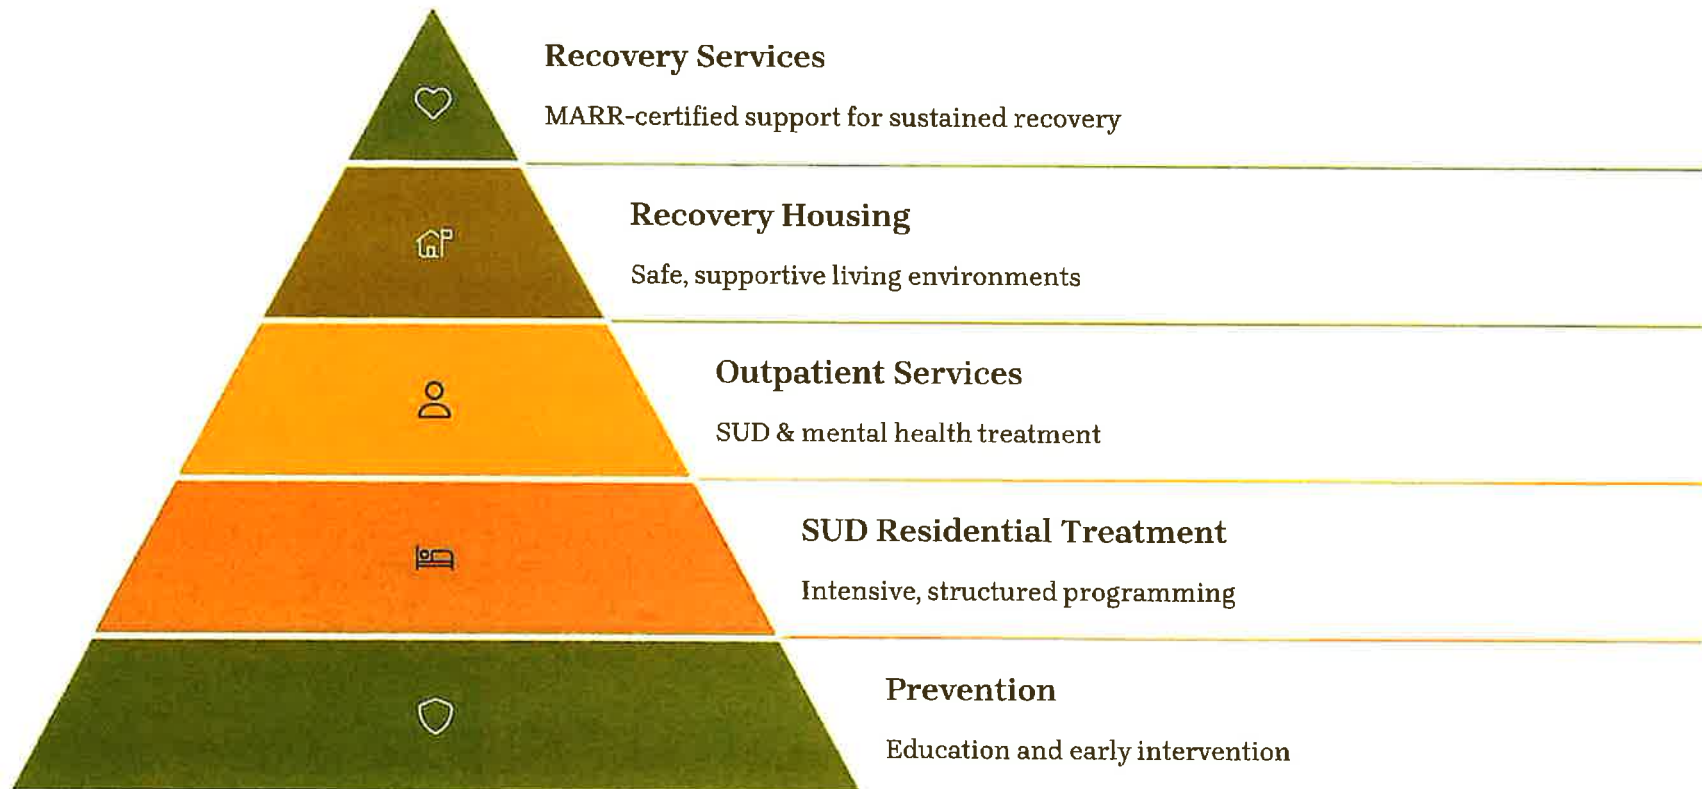 Recovery Services
MARR-certified support for sustained recovery
Recovery Housing
Safe, supportive living environments
Outpatient Services
SUD & mental health treatment
SUD Residential Treatment
Intensive, structured programming
Prevention
Education and early intervention